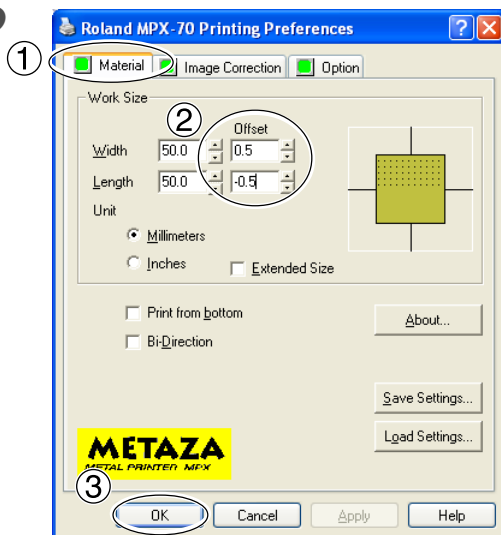 Roland MPX-70 Printing Preferences
① Material Image Correction Option
Work Size
② Offset
Width 50.0 0.5
Length 50.0 -0.5
Unit
Millimeters
Inches Extended Size
Print from bottom About...
Bi-Direction
Save Settings...
Load Settings...
METAZA
METAL PRINTER MPX
③ OK Cancel Apply Help